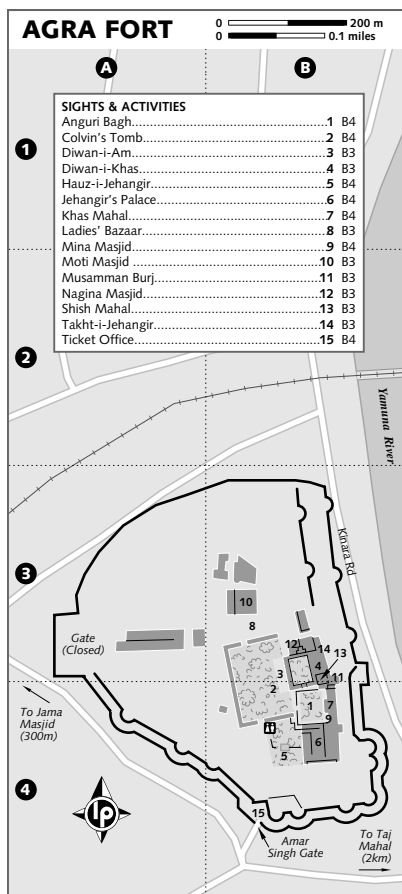 AGRA FORT
0 200 m
0 0.1 miles
A B
SIGHTS & ACTIVITIES
1
Anguri Bagh 1 B4
Colvin's Tomb 2 B4
Diwan-i-Am 3 B3
Diwan-i-Khas 4 B3
Hauz-i-Jehangir 5 B4
Jehangir's Palace 6 B4
Khas Mahal 7 B4
Ladies' Bazaar 8 B3
Mina Masjid 9 B4
Moti Masjid 10 B3
Musamman Burj 11 B3
Nagina Masjid 12 B3
Shish Mahal 13 B3
Takht-i-Jehangir 14 B3
Ticket Office 15 B4
2
Yamuna River
Kinara Rd
3
10
8
Gate
(Closed)
12
14
13
3
4
11
2
To Jama
Masjid
(300m)
1
7
9
6
5
4
lp
15
Amar
Singh Gate
To Taj
Mahal
(2km)